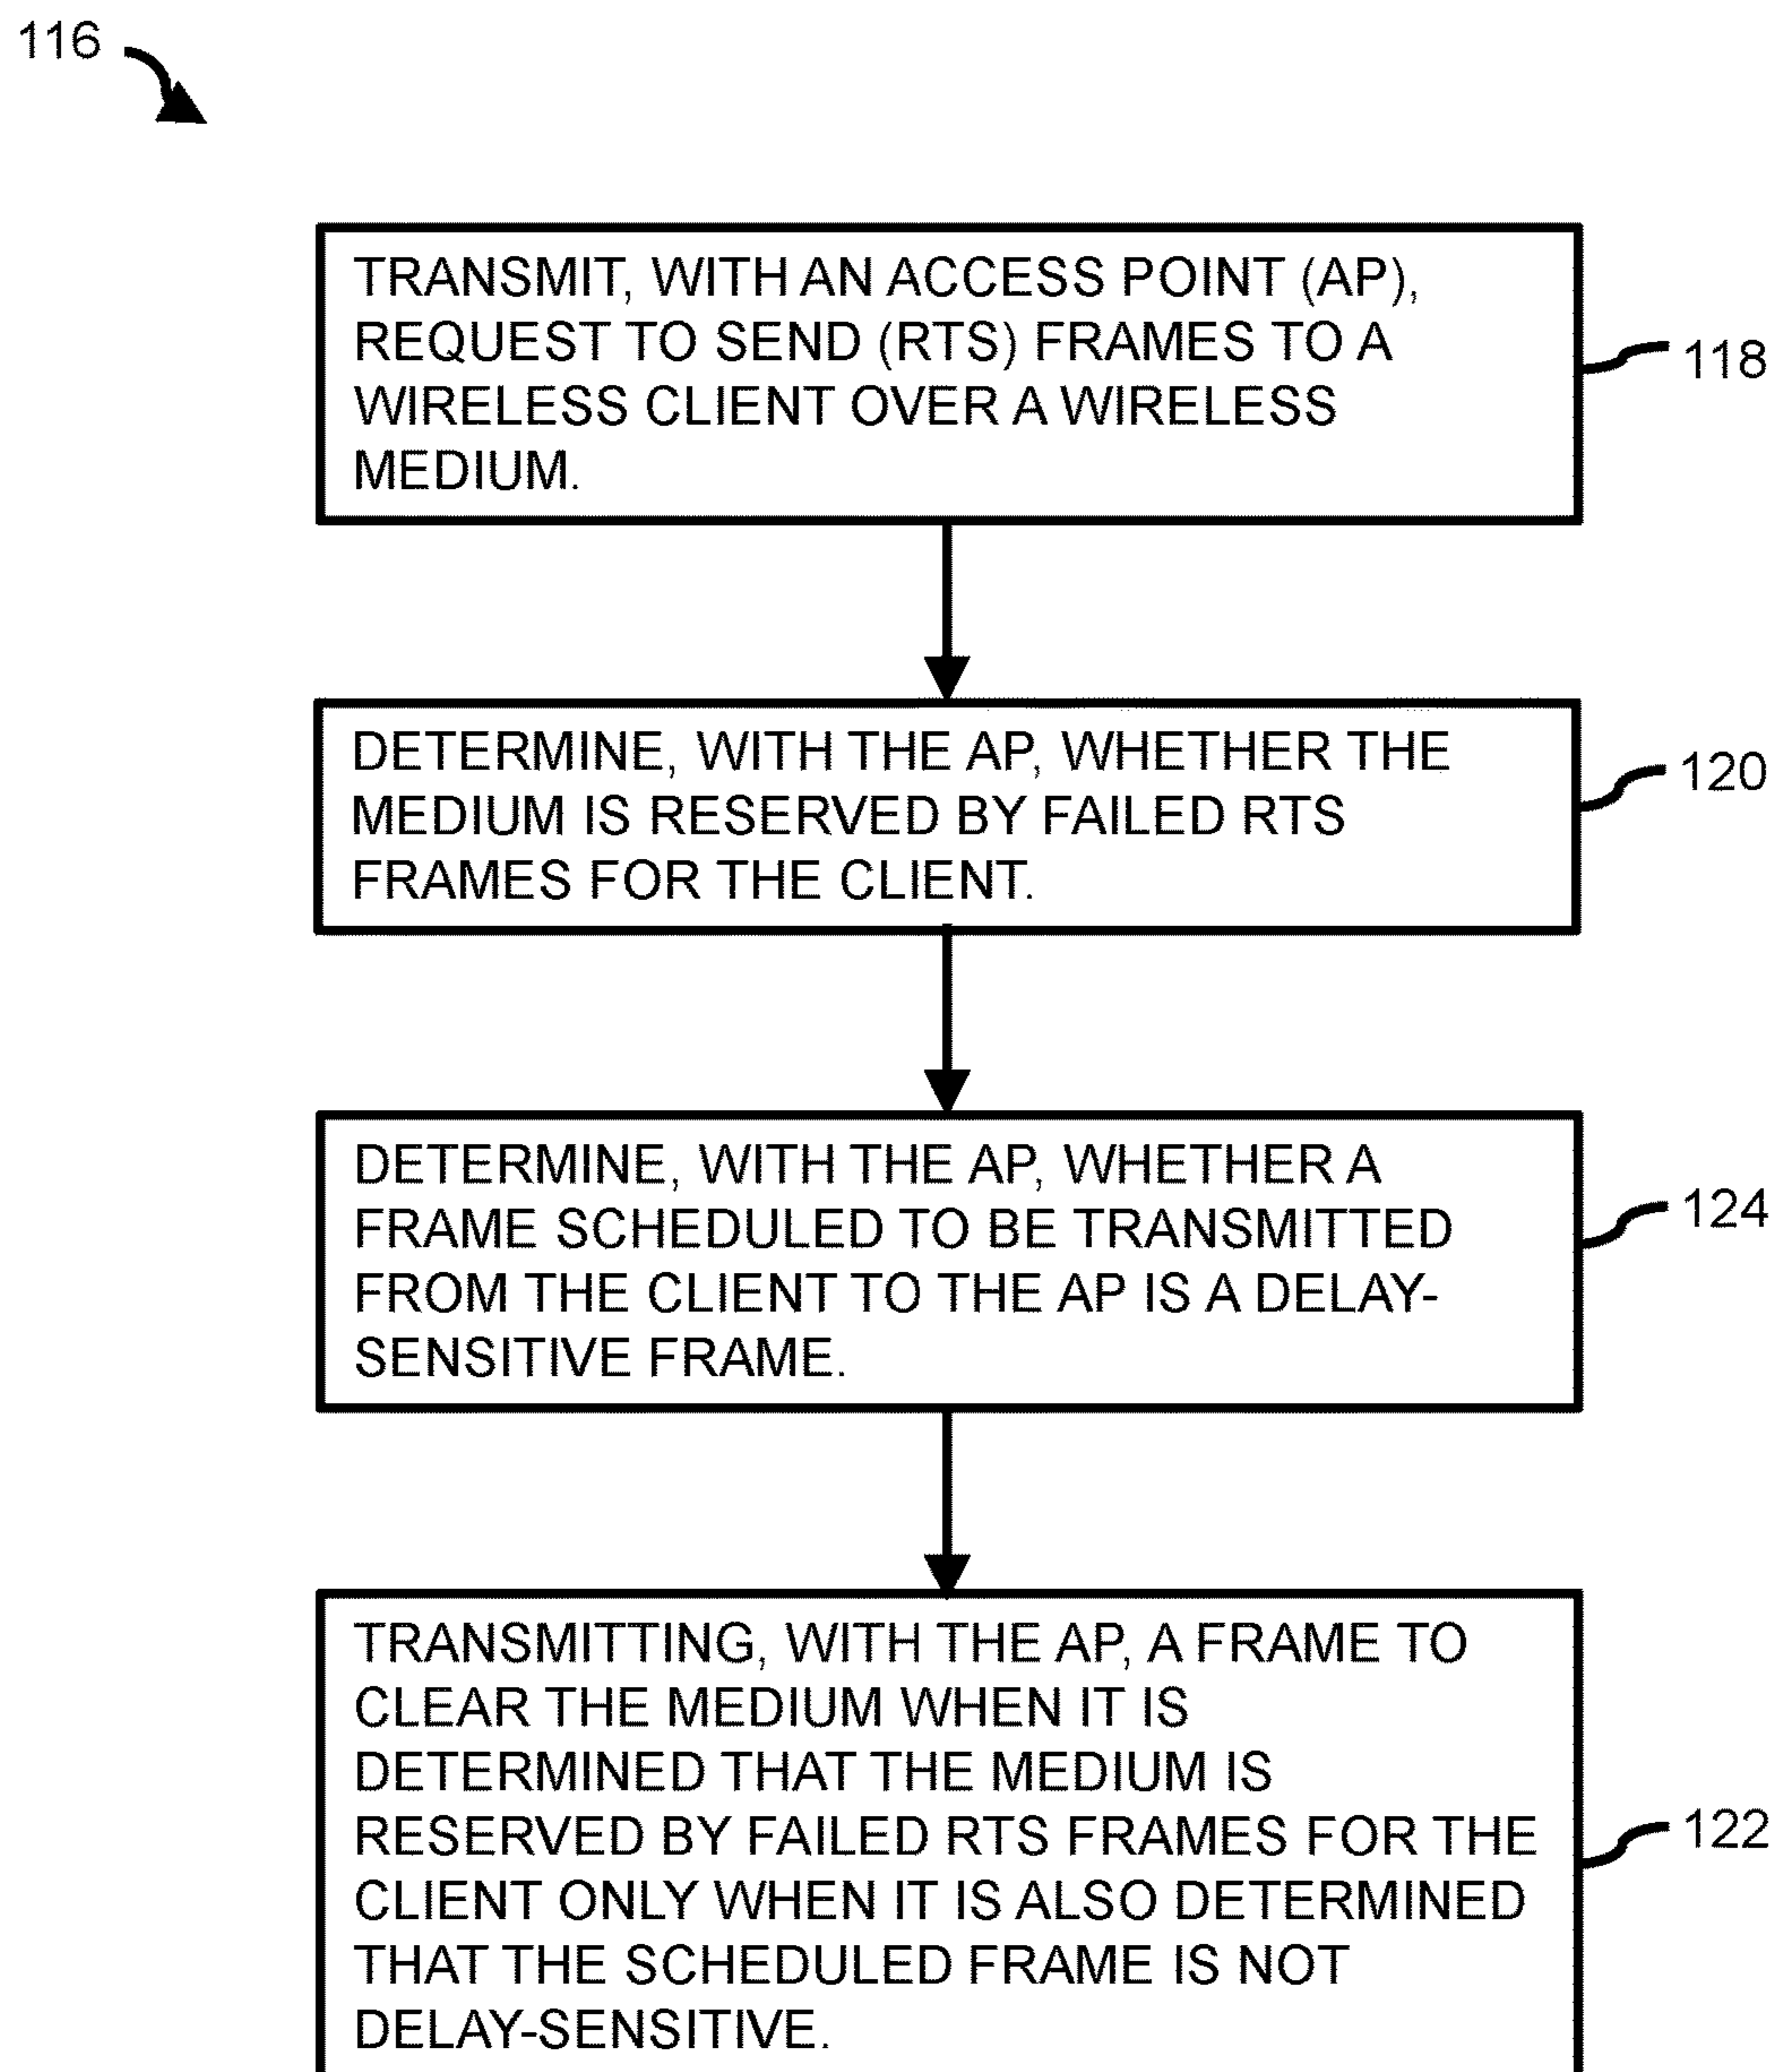 116
TRANSMIT, WITH AN ACCESS POINT (AP),
REQUEST TO SEND (RTS) FRAMES TO A
WIRELESS CLIENT OVER A WIRELESS
MEDIUM.
118
DETERMINE, WITH THE AP, WHETHER THE
MEDIUM IS RESERVED BY FAILED RTS
FRAMES FOR THE CLIENT.
120
DETERMINE, WITH THE AP, WHETHER A
FRAME SCHEDULED TO BE TRANSMITTED
FROM THE CLIENT TO THE AP IS A DELAY-
SENSITIVE FRAME.
124
TRANSMITTING, WITH THE AP, A FRAME TO
CLEAR THE MEDIUM WHEN IT IS
DETERMINED THAT THE MEDIUM IS
RESERVED BY FAILED RTS FRAMES FOR THE
CLIENT ONLY WHEN IT IS ALSO DETERMINED
THAT THE SCHEDULED FRAME IS NOT
DELAY-SENSITIVE.
122